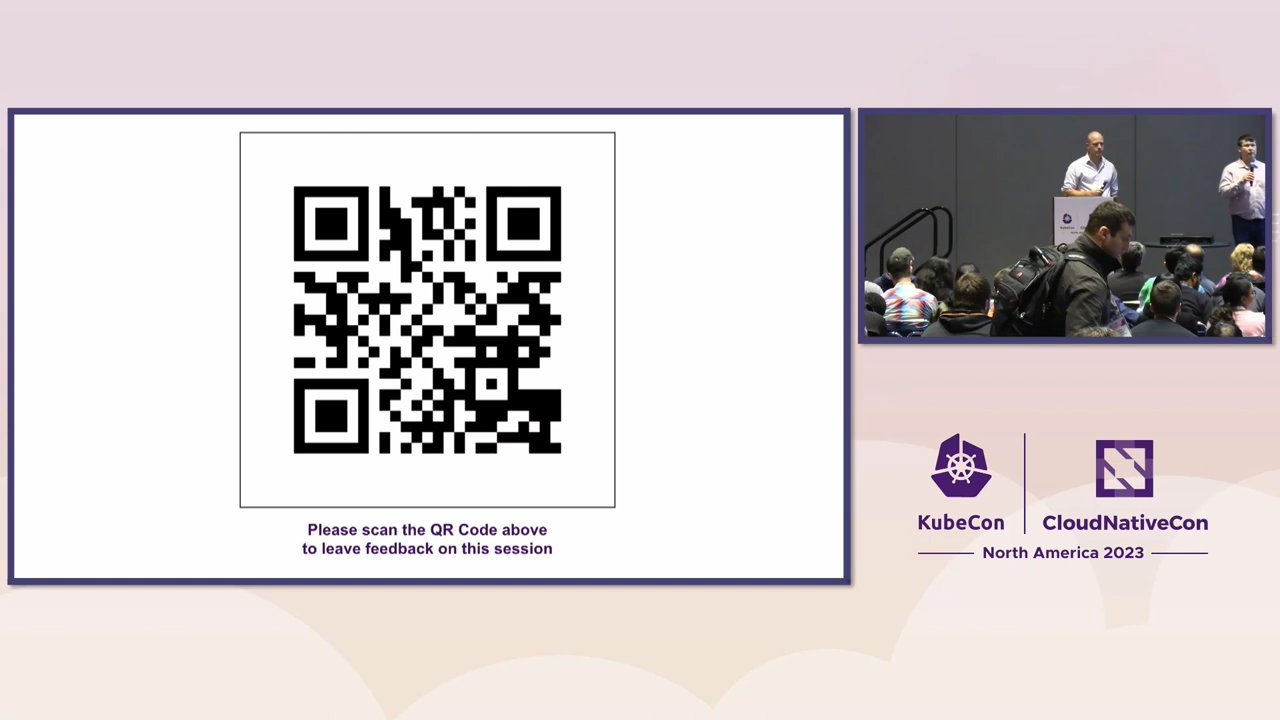 Please scan the QR Code above
to leave feedback on this session
KubeCon
CloudNativeCon
North America 2023